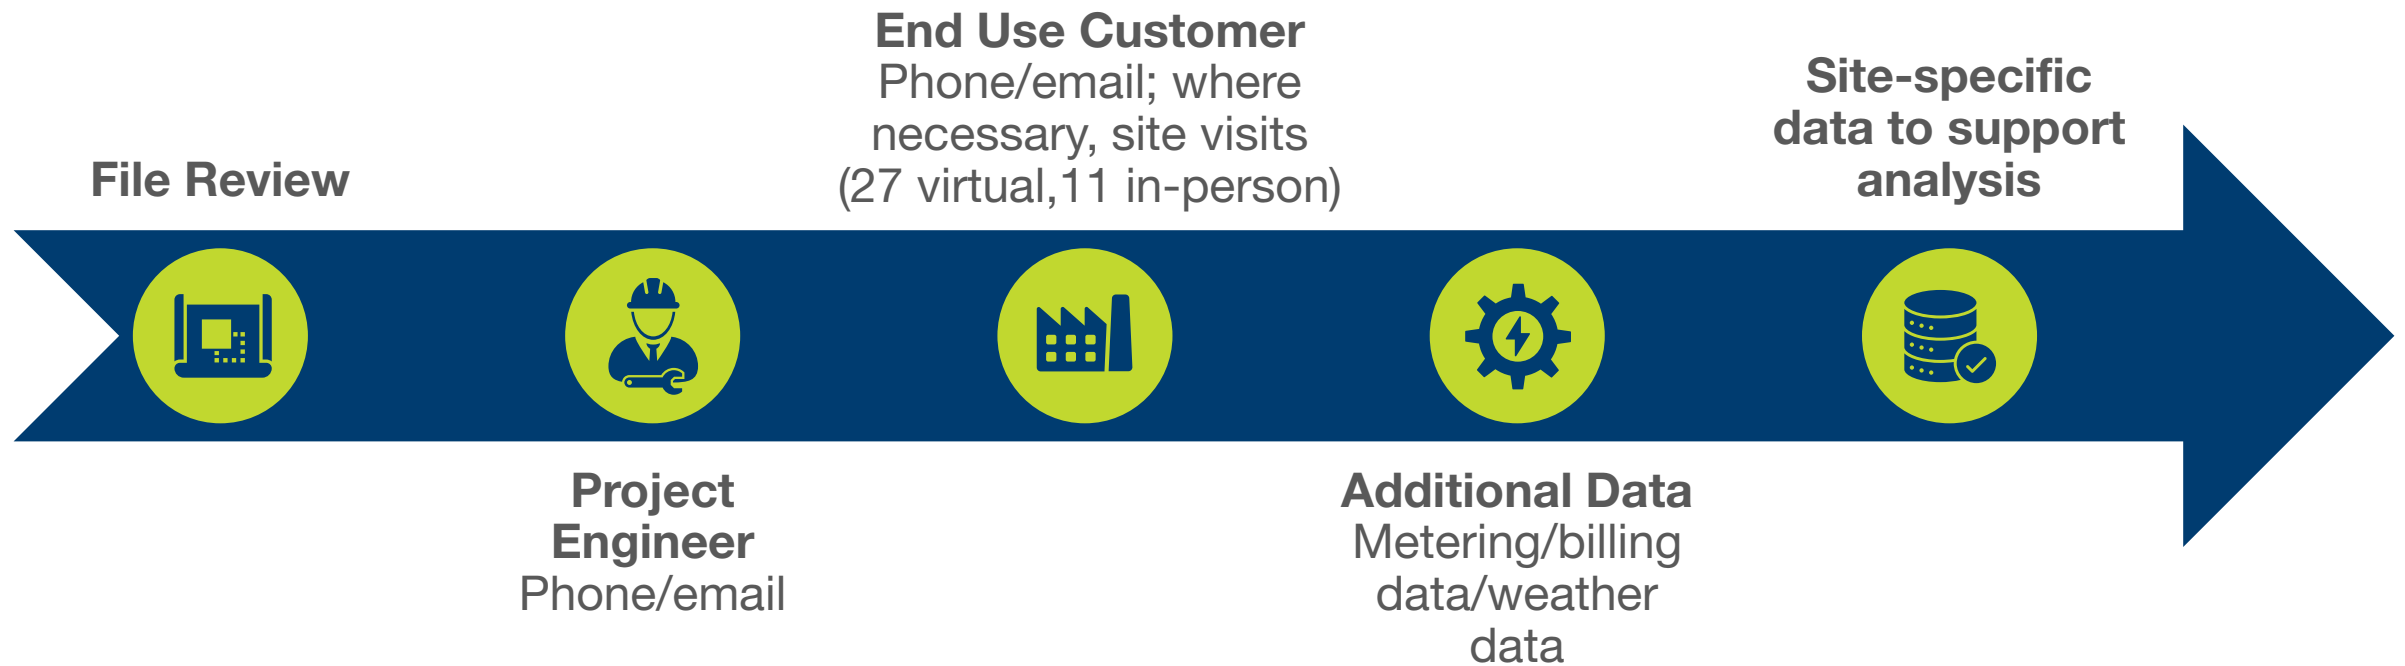 File Review
Project
Engineer
Phone/email
End Use Customer
Phone/email; where
necessary, site visits
(27 virtual,11 in-person)
Additional Data
Metering/billing
data/weather
data
Site-specific
data to support
analysis